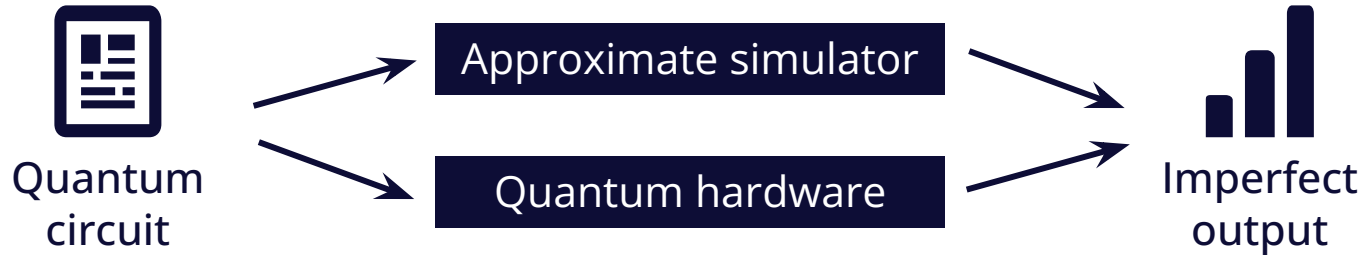 Quantum
circuit
Approximate simulator
Quantum hardware
Imperfect
output